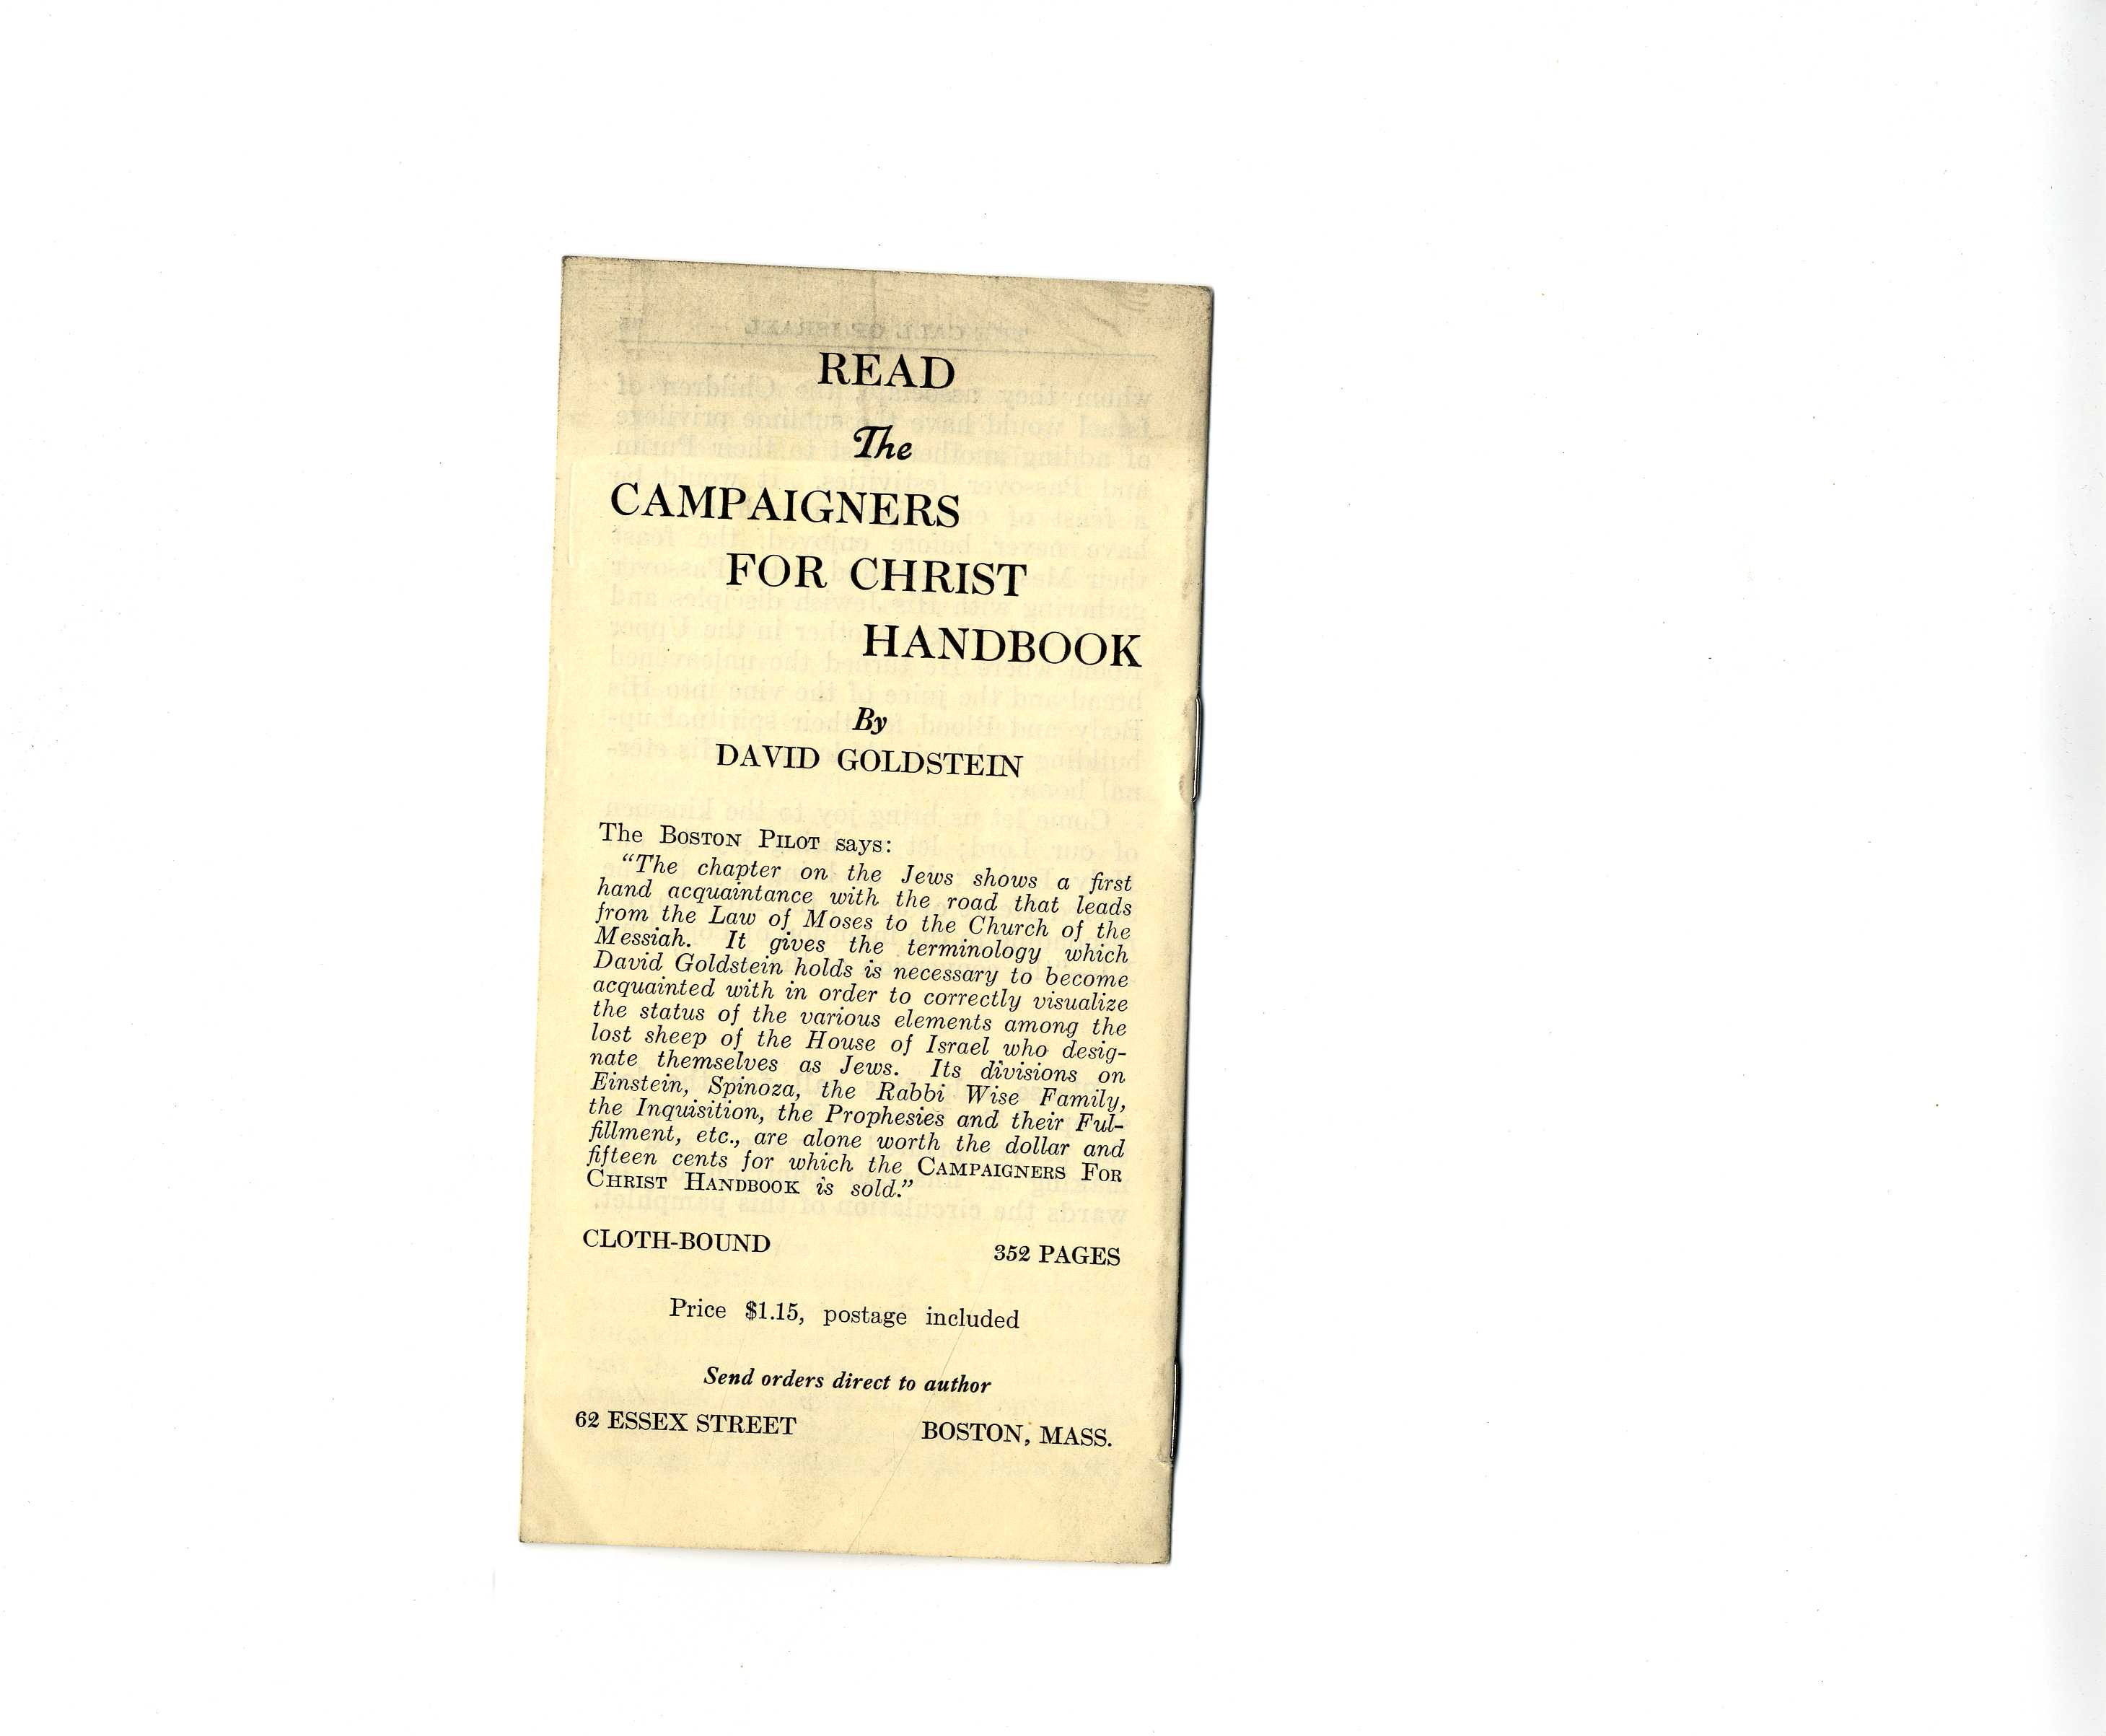 READ
The
CAMPAIGNERS
FOR CHRIST
HANDBOOK
By
DAVID GOLDSTEIN
The BOSTON PILOT says:
"The chapter on the Jews shows a first
hand acquaintance with the road that leads
from the Law of Moses to the Church of the
Messiah. It gives the terminology which
David Goldstein holds is necessary to become
acquainted with in order to correctly visualize
the status of the various elements among the
lost sheep of the House of Israel who desig-
nate themselves as Jews. Its divisions on
Einstein, Spinoza, the Rabbi Wise Family,
the Inquisition, the Prophesies and their Ful-
fillment, etc., are alone worth the dollar and
fifteen cents for which the CAMPAIGNERS FOR
CHRIST HANDBOOK is sold."
CLOTH-BOUND 352 PAGES
Price $1.15, postage included
Send orders direct to author
62 ESSEX STREET BOSTON, MASS.